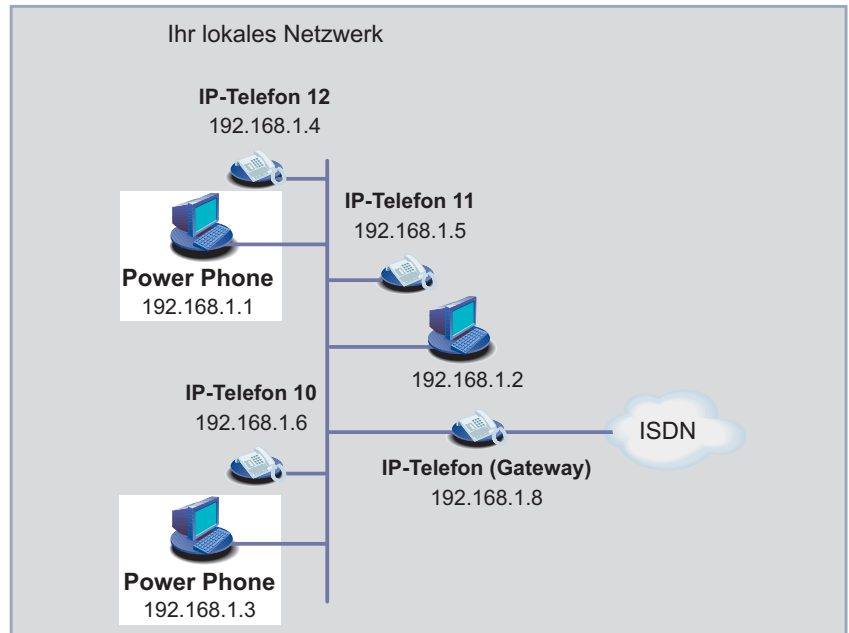 Ihr lokales Netzwerk
IP-Telefon 12
192.168.1.4
IP-Telefon 11
192.168.1.5
Power Phone
192.168.1.1
192.168.1.2
IP-Telefon 10
192.168.1.6
ISDN
IP-Telefon (Gateway)
192.168.1.8
Power Phone
192.168.1.3